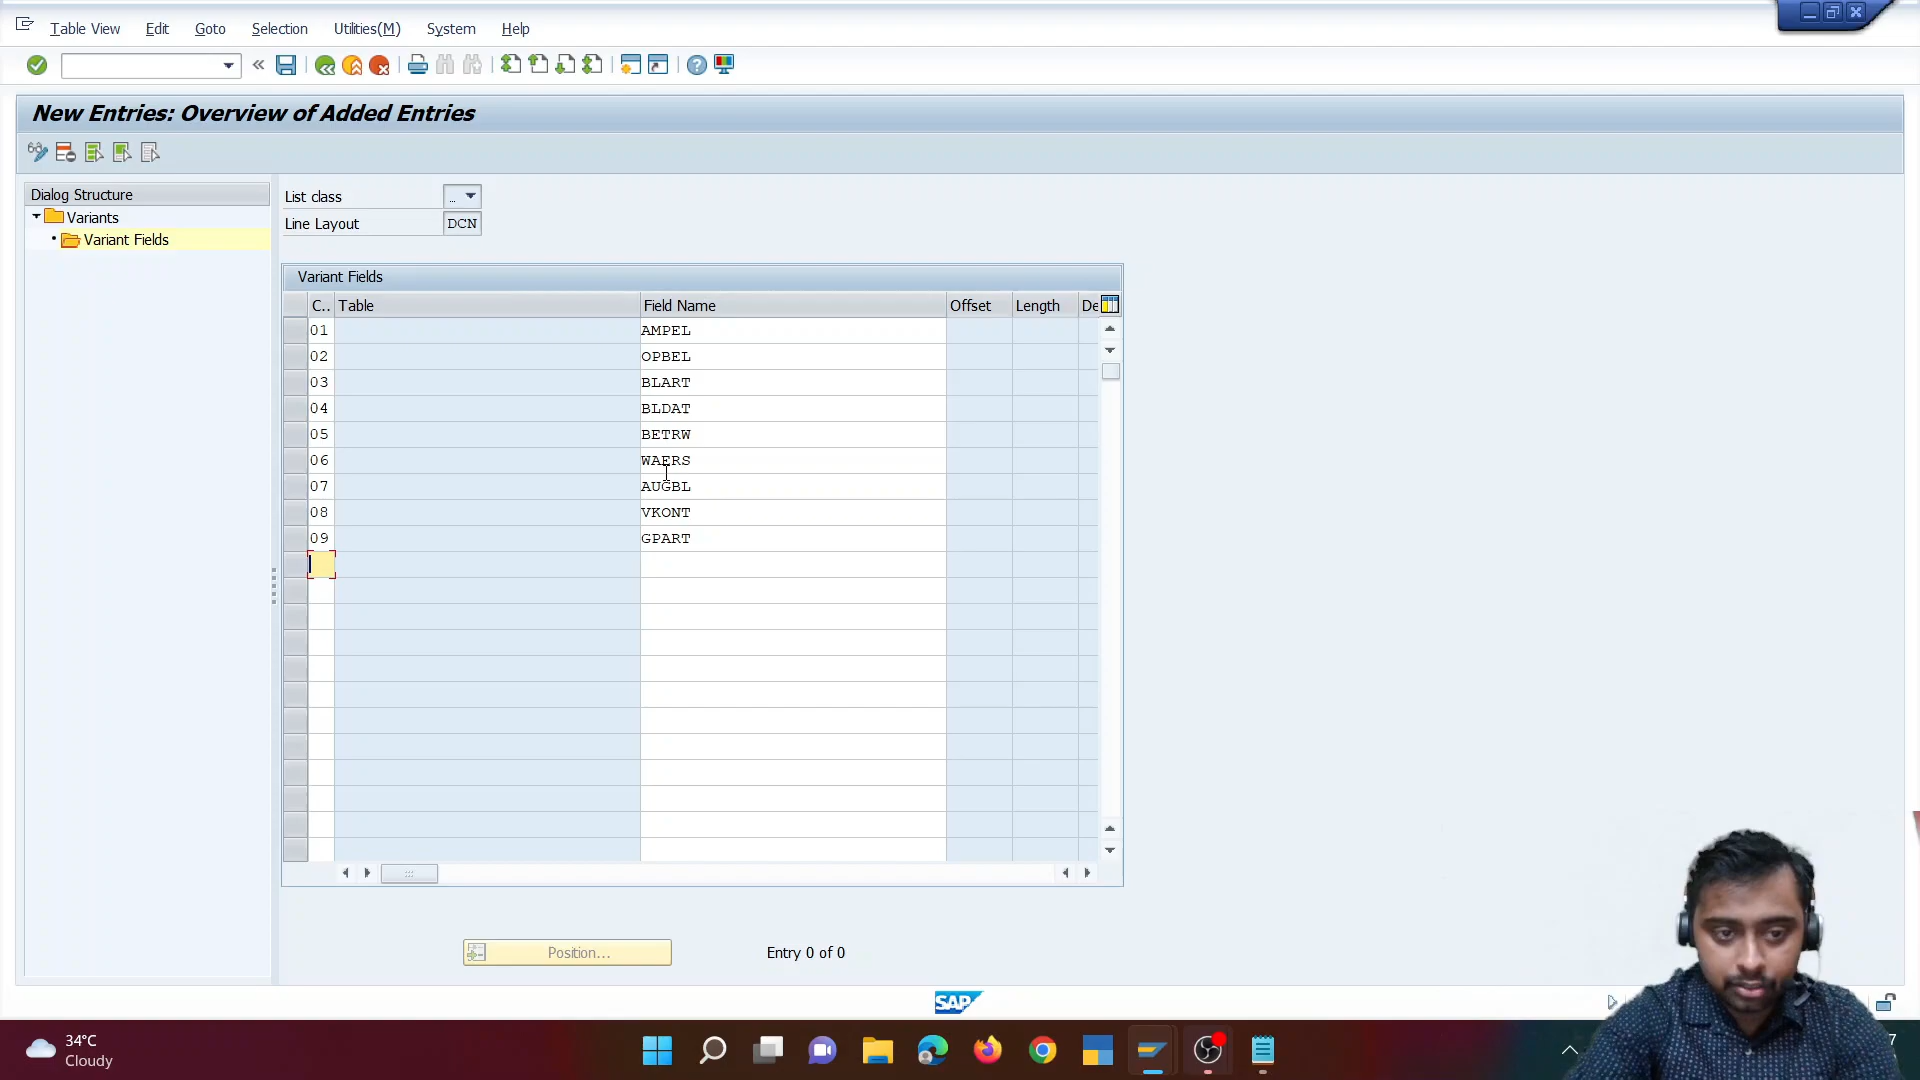 Table View Edit Goto Selection Utilities(M) System Help
New Entries: Overview of Added Entries
Dialog Structure
Variants
Variant Fields
List class ..
Line Layout DCN
Variant Fields
C.. Table Field Name Offset Length De
01 AMPEL
02 OPBEL
03 BLART
04 BLDAT
05 BETRW
06 WAERS
07 AUGBL
08 VKONT
09 GPART
Position... Entry 0 of 0
SAP
34°C
Cloudy
7